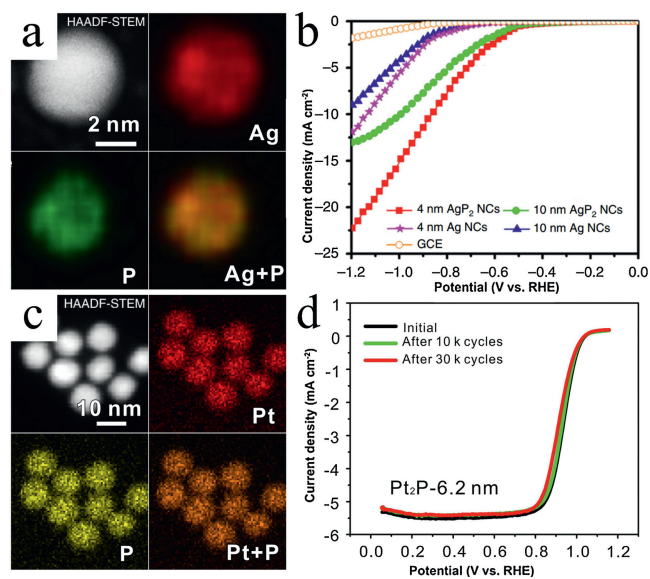 a
HAADF-STEM
2 nm
Ag
P
Ag+P
b
Current density (mA cm⁻²)
0
−5
−10
−15
−20
−25
4 nm AgP₂ NCs
10 nm AgP₂ NCs
4 nm Ag NCs
10 nm Ag NCs
GCE
−1.2
−1.0
−0.8
−0.6
−0.4
−0.2
0.0
Potential (V vs. RHE)
c
HAADF-STEM
10 nm
Pt
P
Pt+P
d
Current density (mA cm⁻²)
1
0
-1
-2
-3
-4
-5
-6
Initial
After 10 k cycles
After 30 k cycles
Pt₂P-6.2 nm
0.0
0.2
0.4
0.6
0.8
1.0
1.2
Potential (V vs. RHE)